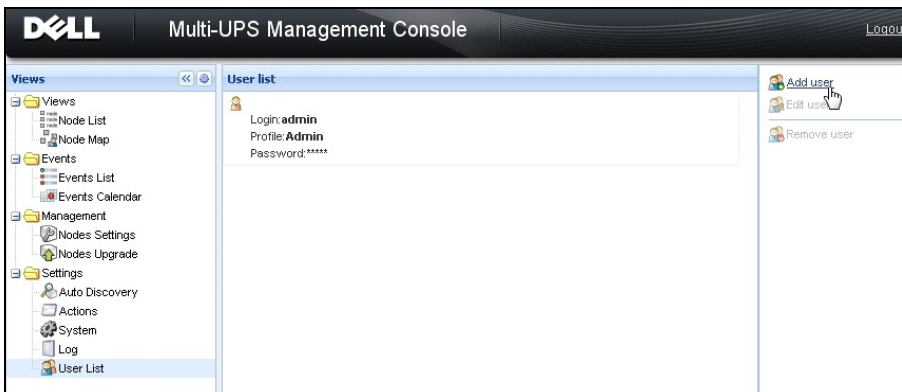 DELL Multi-UPS Management Console
Logou
Views
Views
Node List
Node Map
Events
Events List
Events Calendar
Management
Nodes Settings
Nodes Upgrade
Settings
Auto Discovery
Actions
System
Log
User List
User list
Login:admin
Profile:Admin
Password:*****
Add user
Edit use
Remove user